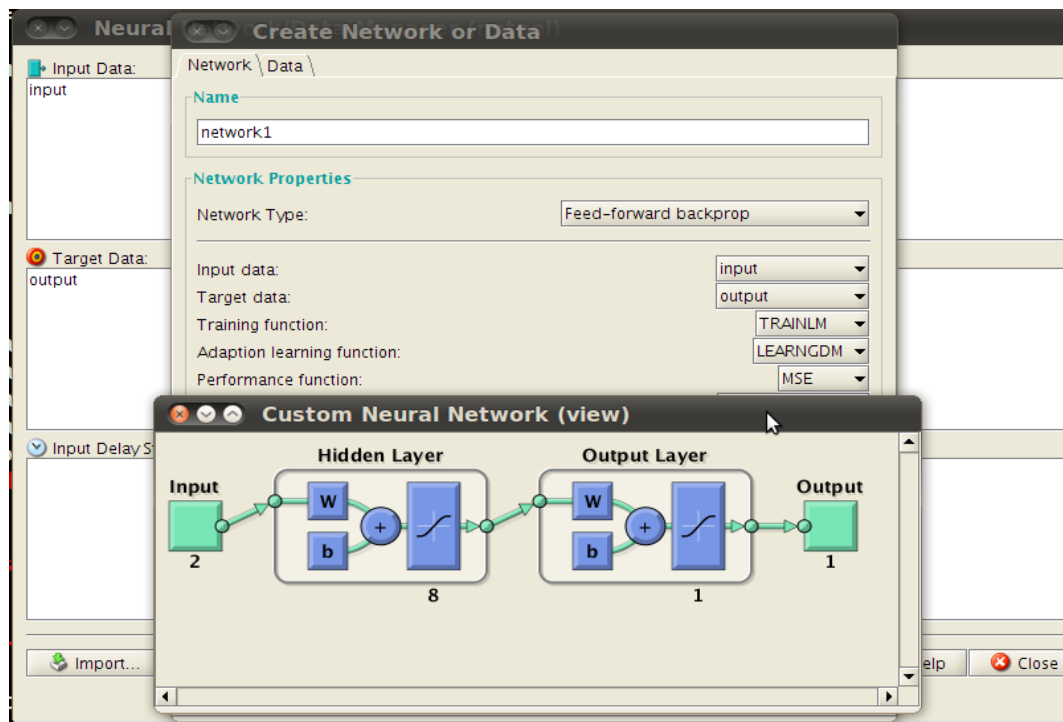 Neural
Create Network or Data
Network
Data
Input Data:
input
Name
network1
Network Properties
Network Type:
Feed-forward backprop
Target Data:
output
Input data:
input
Target data:
output
Training function:
TRAINLM
Adaption learning function:
LEARNGDM
Performance function:
MSE
Custom Neural Network (view)
Input Delay S
Hidden Layer
Output Layer
Input
Output
W
W
+
+
b
b
2
8
1
1
Import...
elp
Close